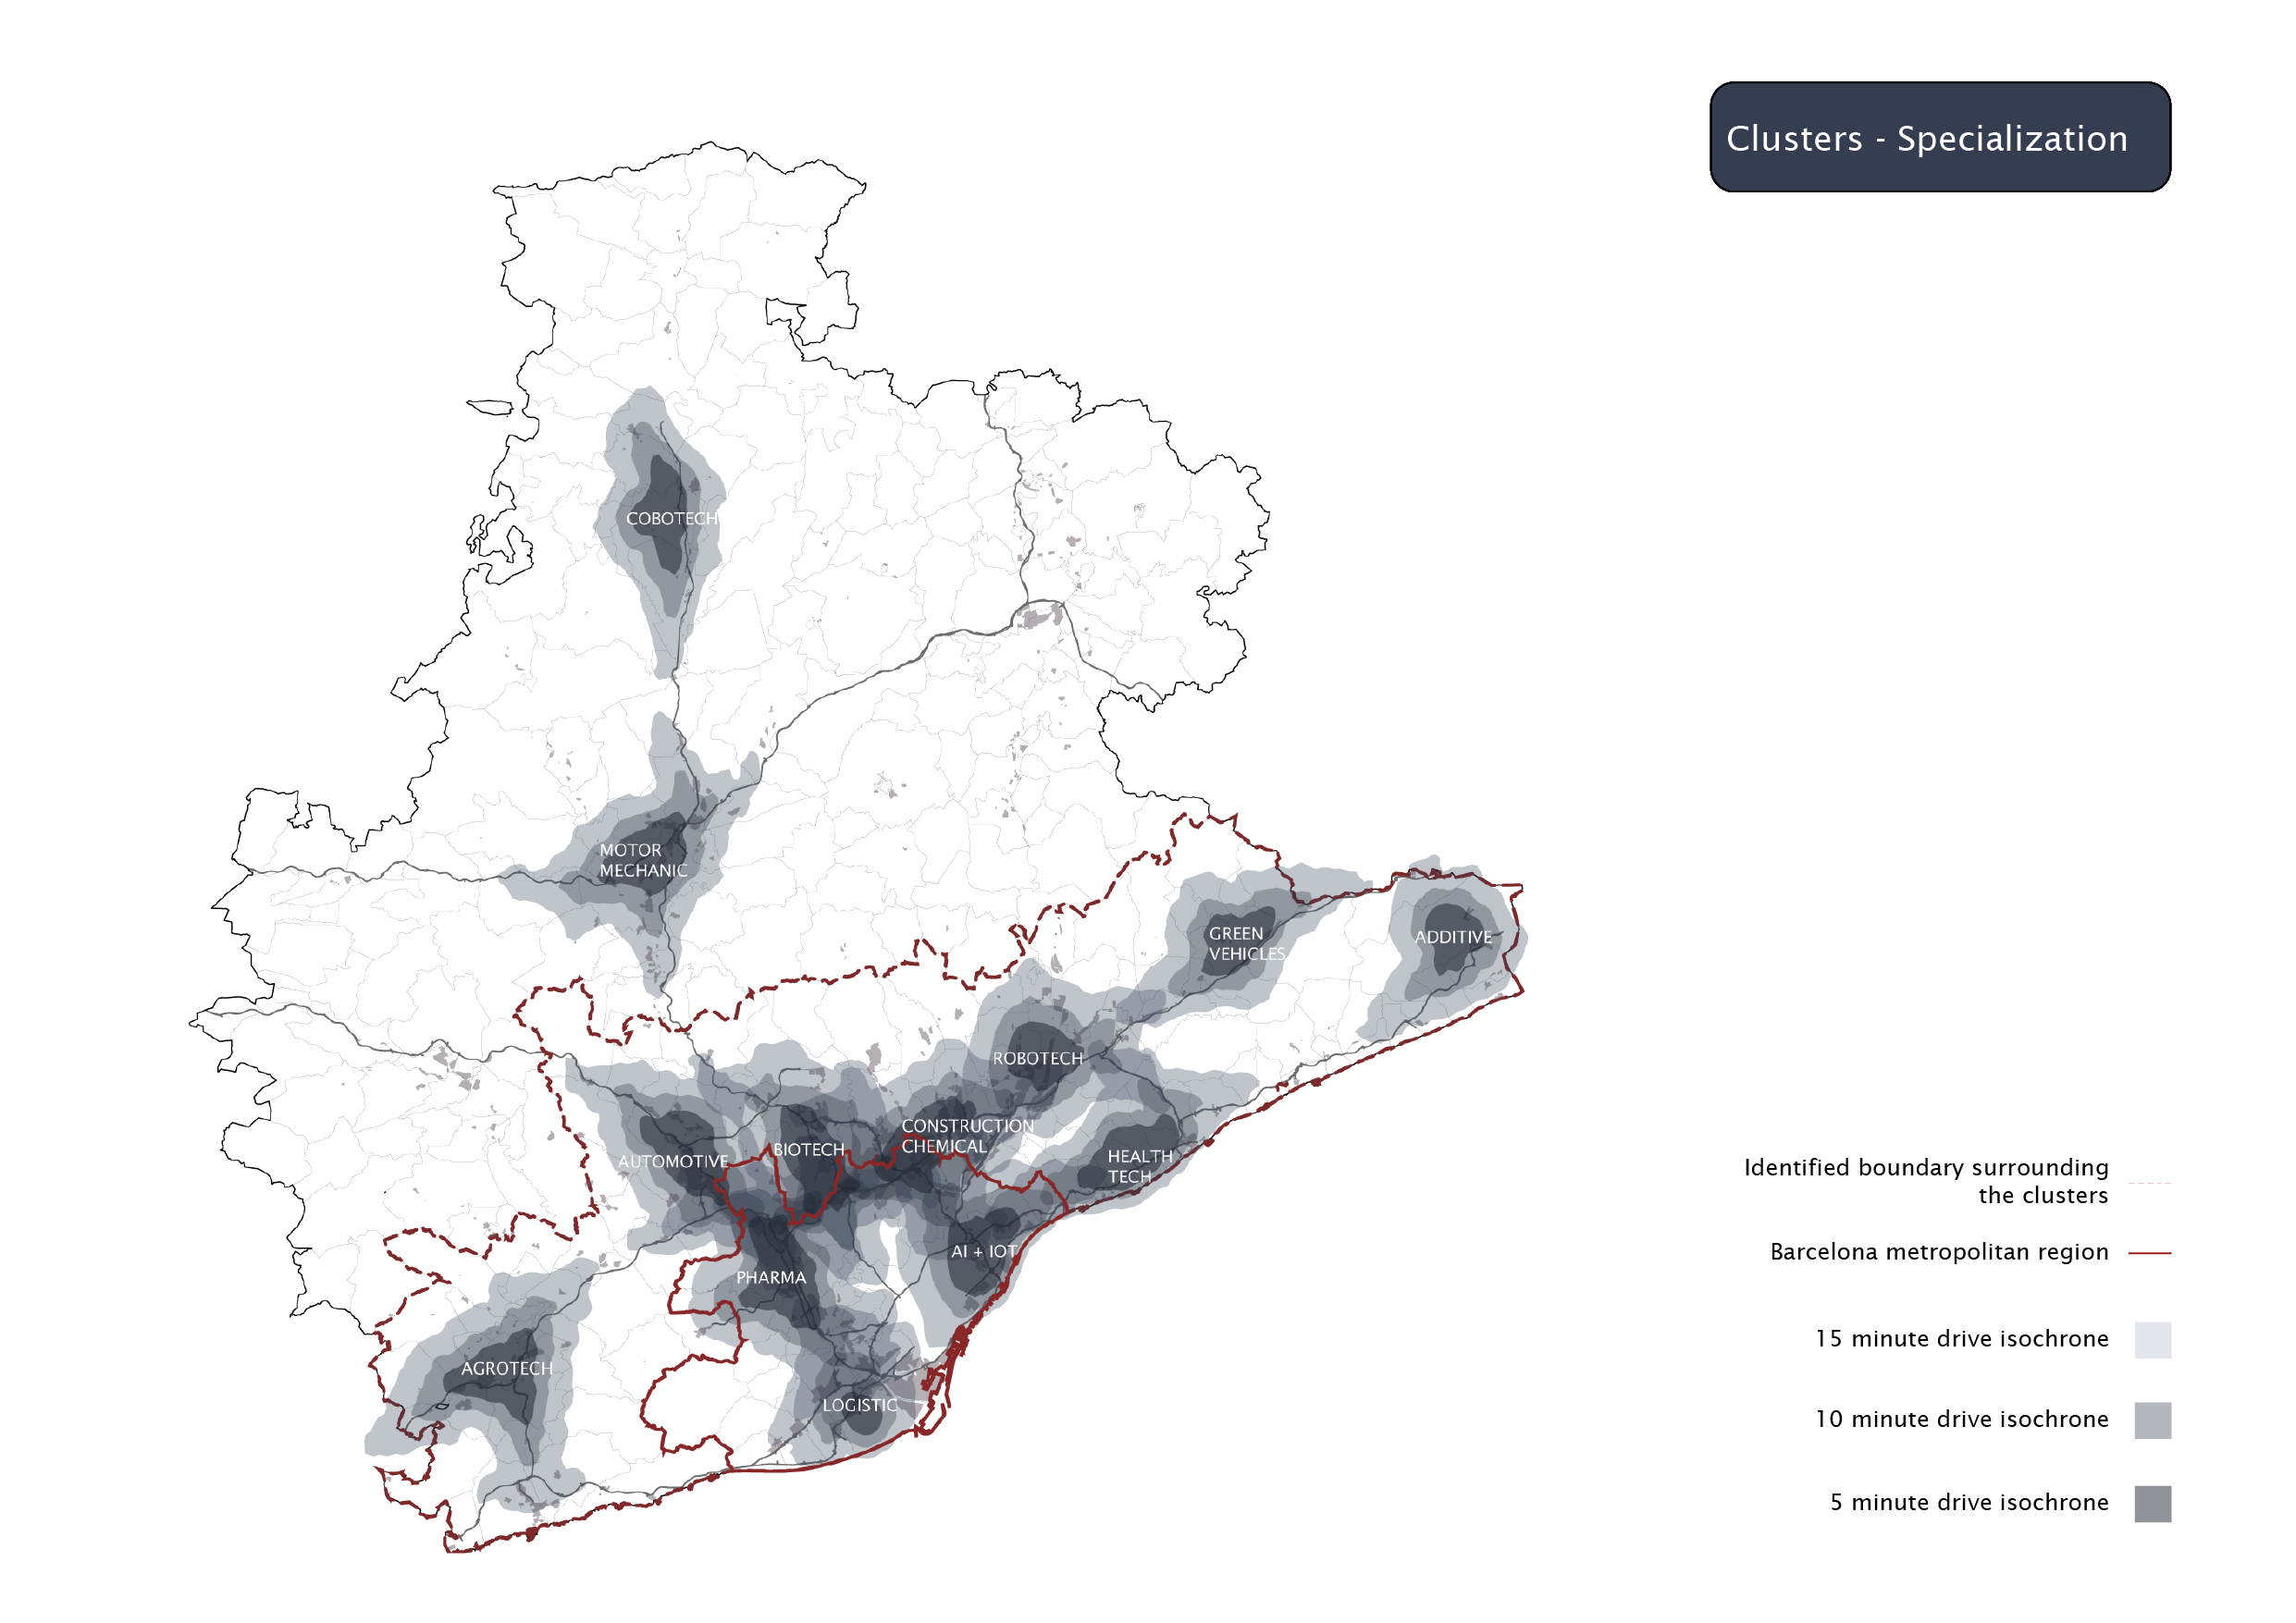 Clusters - Specialization
COBOTECH
MOTOR
MECHANIC
GREEN
VEHICLES
ADDITIVE
ROBOTECH
CONSTRUCTION
CHEMICAL
BIOTECH
AUTOMOTIVE
HEALTH
TECH
AI + IOT
PHARMA
AGROTECH
LOGISTIC
Identified boundary surrounding
the clusters
Barcelona metropolitan region
15 minute drive isochrone
10 minute drive isochrone
5 minute drive isochrone